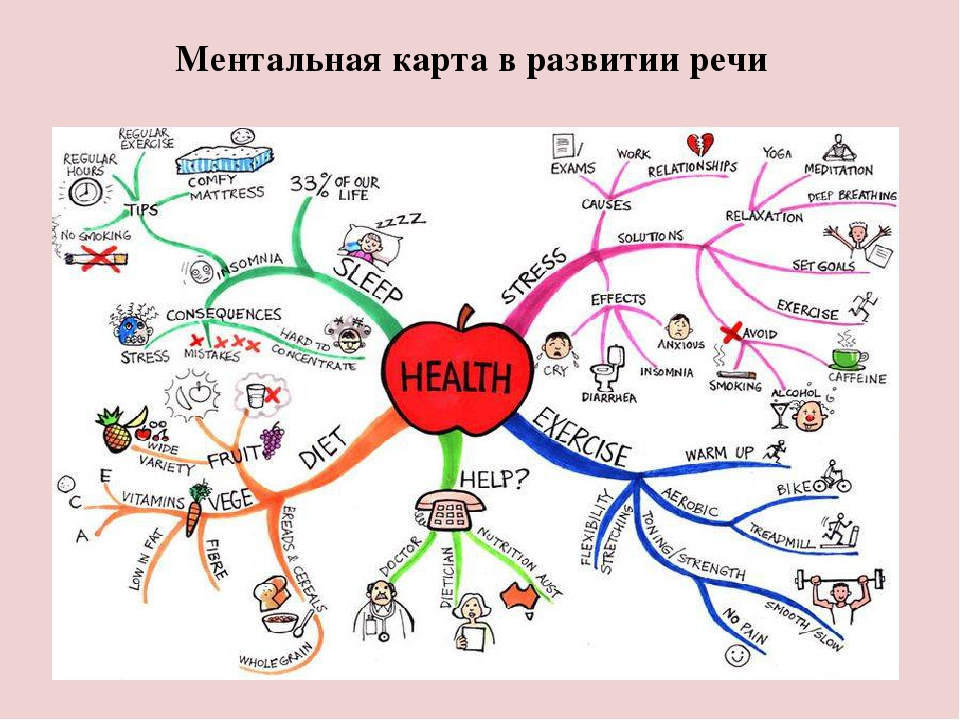 Ментальная карта в развитии речи
HEALTH
SLEEP
33% OF OUR
LIFE
INSOMNIA
TIPS
REGULAR
EXERCISE
REGULAR
HOURS
COMFY
MATTRESS
NO SMOKING
CONSEQUENCES
STRESS
MISTAKES
HARD TO
CONCENTRATE
ZZZZ
STRESS
CAUSES
EXAMS
WORK
RELATIONSHIPS
SOLUTIONS
RELAXATION
YOGA
MEDITATION
DEEP BREATHING
SET GOALS
EXERCISE
AVOID
SMOKING
ALCOHOL
CAFFEINE
EFFECTS
CRY
DIARRHEA
INSOMNIA
ANXIOUS
EXERCISE
WARM UP
AEROBIC
BIKE
TREADMILL
TONING/STRENGTH
SMOOTH/SLOW
NO PAIN
FLEXIBILITY
STRETCHING
HELP?
DOCTOR
DIETICIAN
NUTRITION AUST
DIET
FRUIT
WIDE
VARIETY
VEGE
VITAMINS
E
C
A
LOW IN FAT
FIBRE
BREADS & CEREALS
WHOLEGRAIN